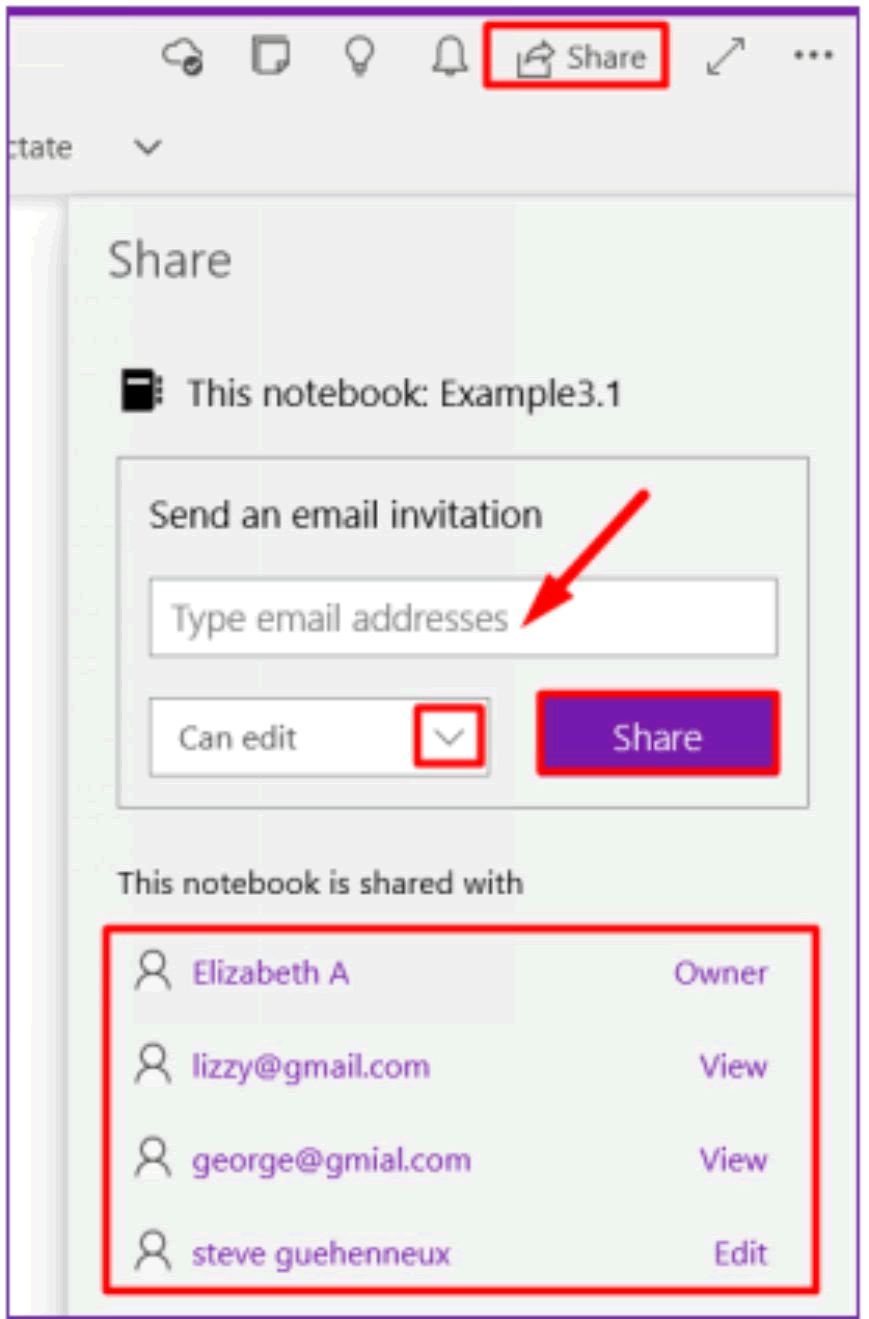 Share
ctate
Share
This notebook: Example3.1
Send an email invitation
Type email addresses
Can edit
Share
This notebook is shared with
Elizabeth A Owner
lizzy@gmail.com View
george@gmial.com View
steve guehenneux Edit